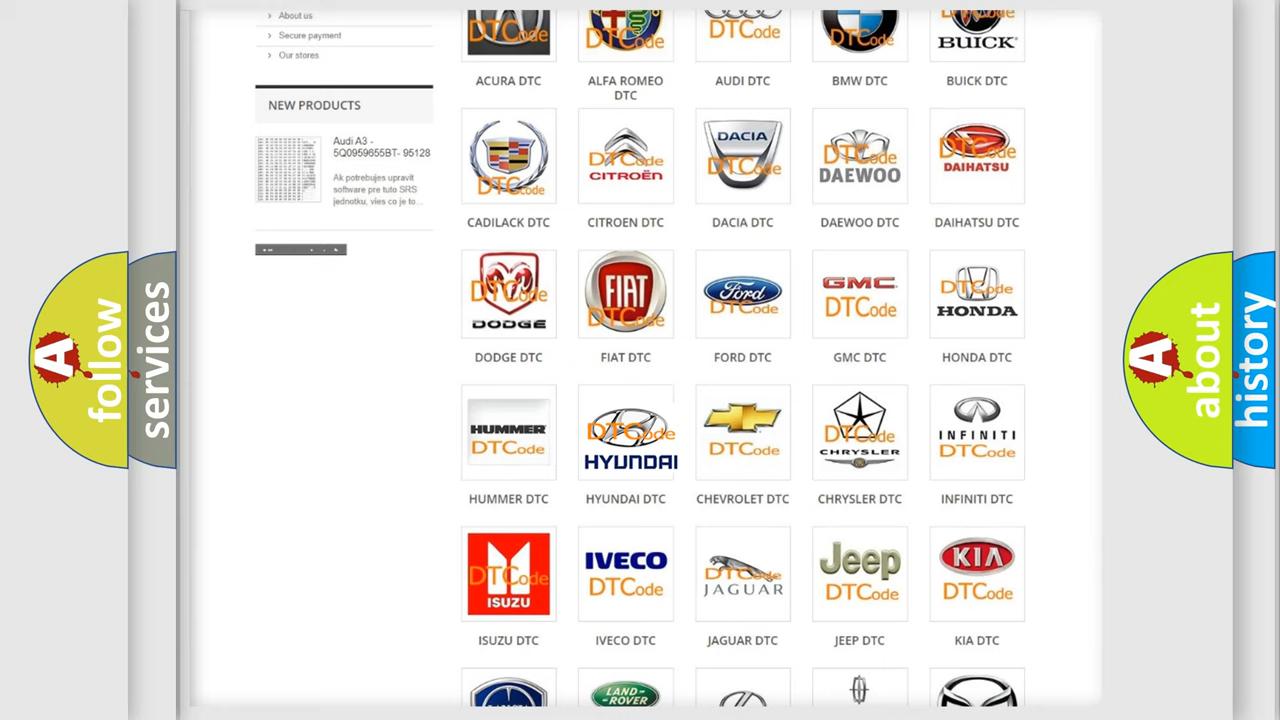 About us
Secure payment
Our stores
NEW PRODUCTS
Audi A3 -
5Q0959655BT- 95128
Ak potrebujes upravit
software pre tuto SRS
jednotku, vies co je to...
DTCode
DTCode
DTCode
DTCode
BUICK
ACURA DTC
ALFA ROMEO
DTC
AUDI DTC
BMW DTC
BUICK DTC
DTCode
DTCode
CITROËN
DACIA
DTCode
DTCode
DAEWOO
DTCode
DAIHATSU
CADILACK DTC
CITROEN DTC
DACIA DTC
DAEWOO DTC
DAIHATSU DTC
DTCode
DODGE
FIAT
DTCode
Ford
DTCode
GMC
DTCode
DTCode
HONDA
DODGE DTC
FIAT DTC
FORD DTC
GMC DTC
HONDA DTC
HUMMER
DTCode
DTCode
HYUNDAI
DTCode
DTCode
CHRYSLER
INFINITI
DTCode
HUMMER DTC
HYUNDAI DTC
CHEVROLET DTC
CHRYSLER DTC
INFINITI DTC
DTCode
ISUZU
IVECO
DTCode
DTCode
JAGUAR
Jeep
DTCode
KIA
DTCode
ISUZU DTC
IVECO DTC
JAGUAR DTC
JEEP DTC
KIA DTC
LAND-
ROVER
A follow
services
A about
history